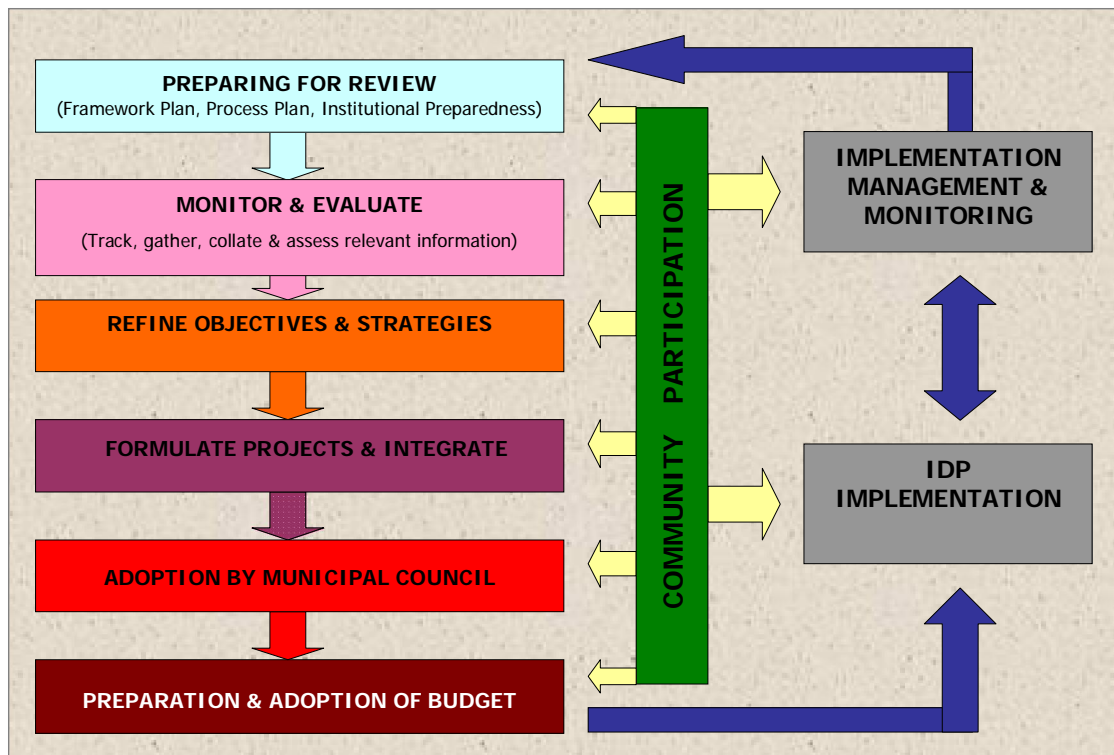 PREPARING FOR REVIEW
(Framework Plan, Process Plan, Institutional Preparedness)
MONITOR & EVALUATE
(Track, gather, collate & assess relevant information)
REFINE OBJECTIVES & STRATEGIES
FORMULATE PROJECTS & INTEGRATE
ADOPTION BY MUNICIPAL COUNCIL
PREPARATION & ADOPTION OF BUDGET
COMMUNITY PARTICIPATION
IMPLEMENTATION
MANAGEMENT &
MONITORING
IDP
IMPLEMENTATION